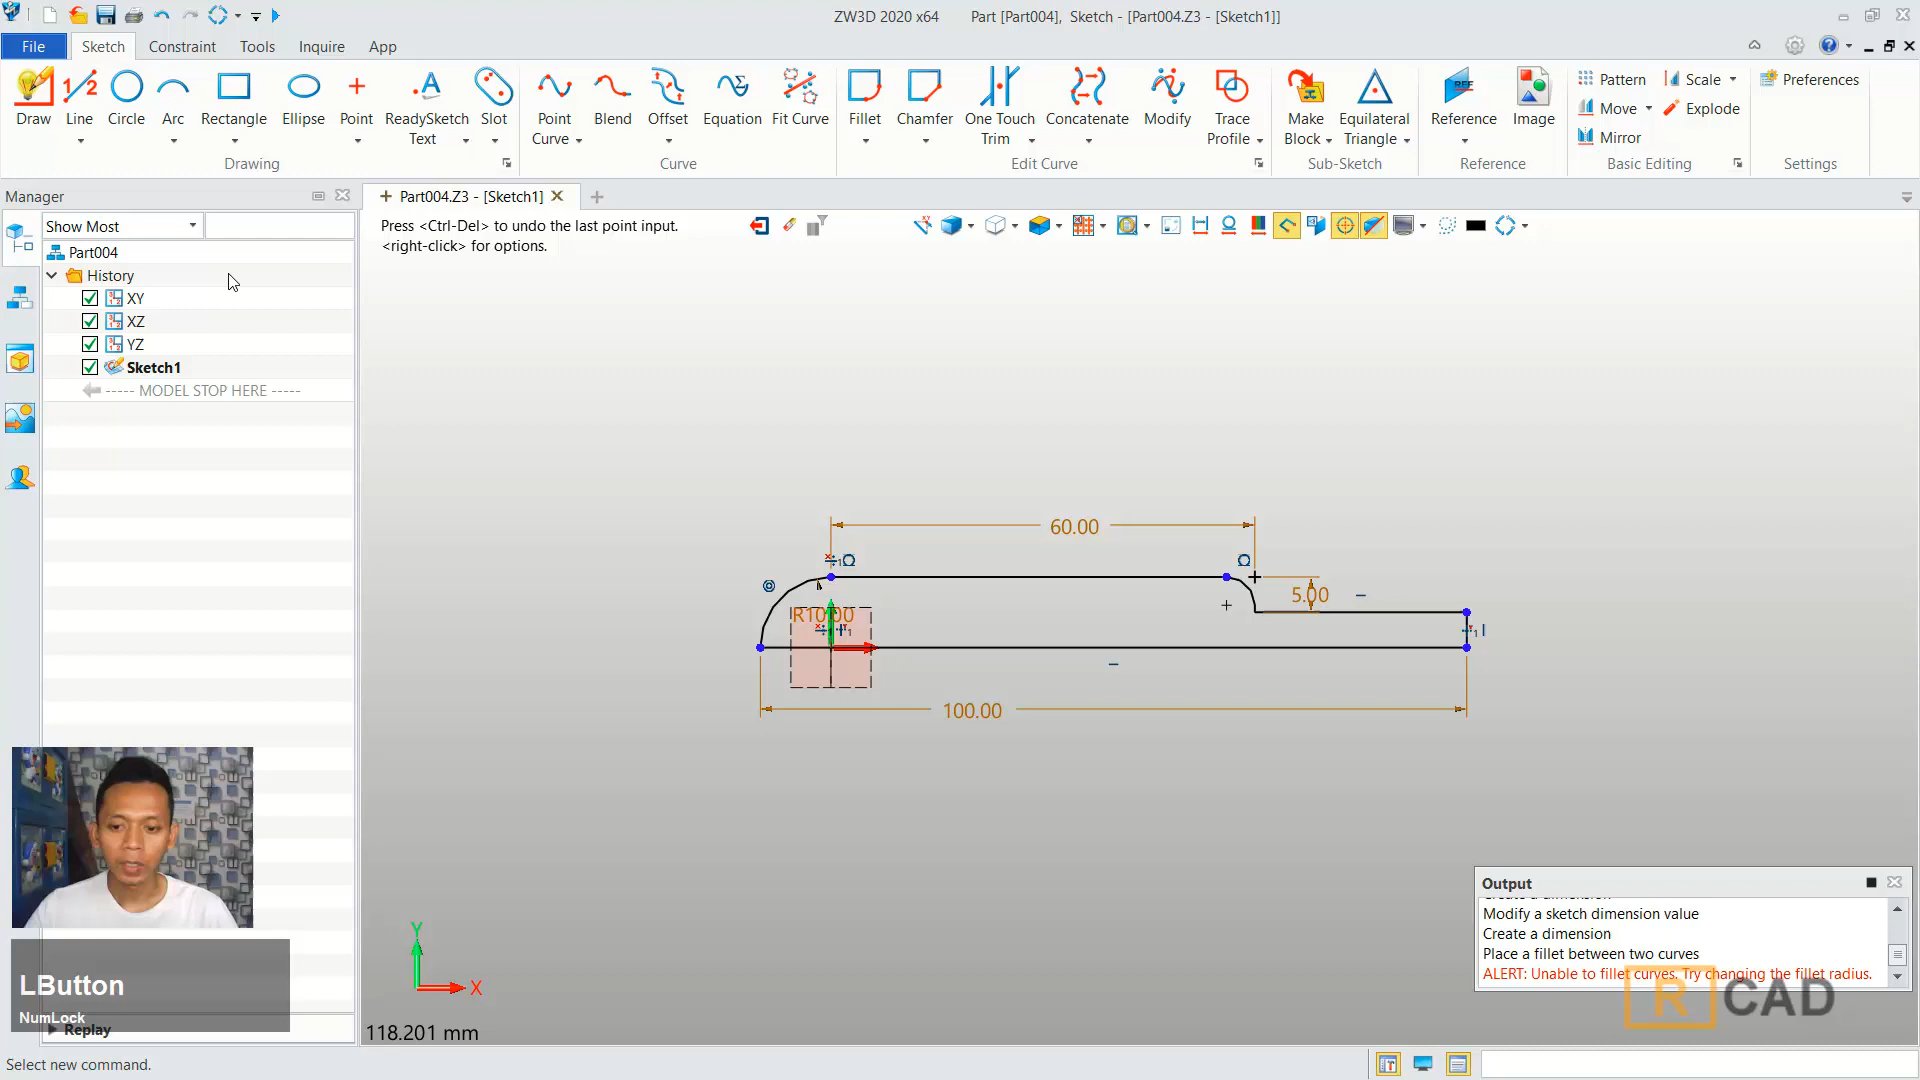 ZW3D 2020 x64 Part [Part004], Sketch - [Part004.Z3 - [Sketch1]]
File Sketch Constraint Tools Inquire App
Draw Line Circle Arc Rectangle Ellipse Point ReadySketch Text Slot
Drawing
Point Curve Blend Offset Equation Fit Curve
Curve
Fillet Chamfer One Touch Trim Concatenate Modify Trace Profile
Edit Curve
Make Block Equilateral Triangle
Sub-Sketch
Reference Image
Reference
Pattern Scale
Move Explode
Mirror
Basic Editing
Preferences
Settings
Manager
Part004.Z3 - [Sketch1]
Show Most
Part004
History
XY
XZ
YZ
Sketch1
----- MODEL STOP HERE -----
Press <Ctrl-Del> to undo the last point input.
<right-click> for options.
60.00
5.00
R10.00
100.00
Y
X
118.201 mm
Output
Modify a sketch dimension value
Create a dimension
Place a fillet between two curves
ALERT: Unable to fillet curves. Try changing the fillet radius.
R CAD
LButton
NumLock
Replay
Select new command.